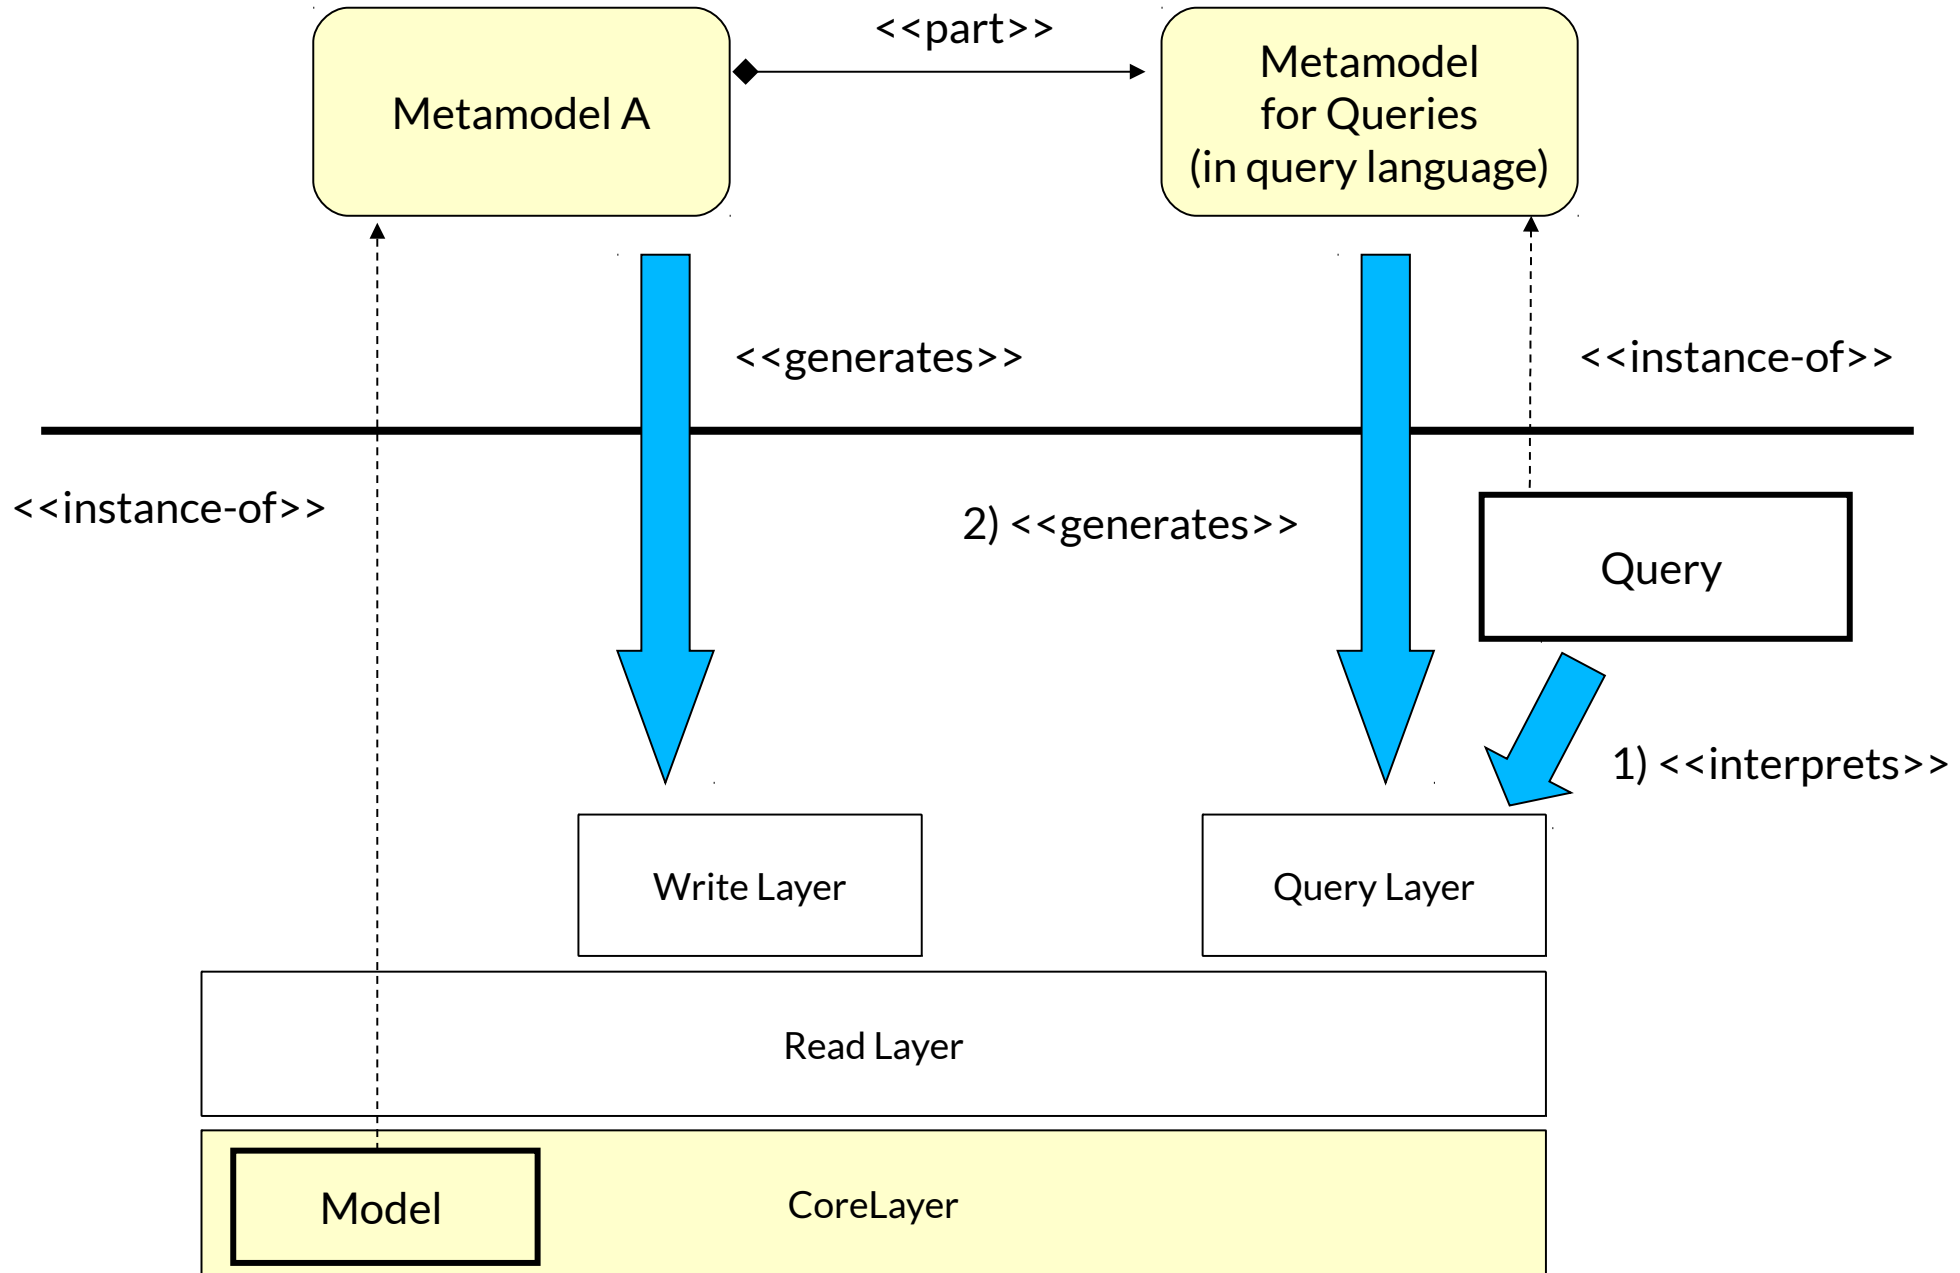 <<part>>
Metamodel A
Metamodel
for Queries
(in query language)
<<generates>>
<<instance-of>>
<<instance-of>>
2) <<generates>>
Query
1) <<interprets>>
Write Layer
Query Layer
Read Layer
Model
CoreLayer